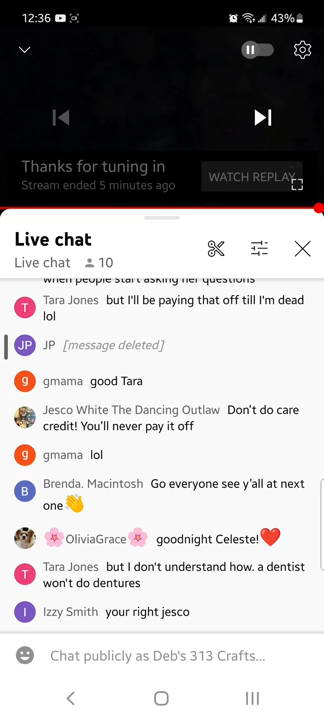 12:36
43%
Thanks for tuning in
Stream ended 5 minutes ago
WATCH REPLAY
Live chat
Live chat 10
when people start asking her questions
Tara Jones but I'll be paying that off till I'm dead
lol
JP JP [message deleted]
g gmama good Tara
Jesco White The Dancing Outlaw Don't do care
credit! You'll never pay it off
g gmama lol
B Brenda. Macintosh Go everyone see y'all at next
one👋
🌸OliviaGrace🌸 goodnight Celeste!❤️
T Tara Jones but I don't understand how. a dentist
won't do dentures
I Izzy Smith your right jesco
Chat publicly as Deb's 313 Crafts...